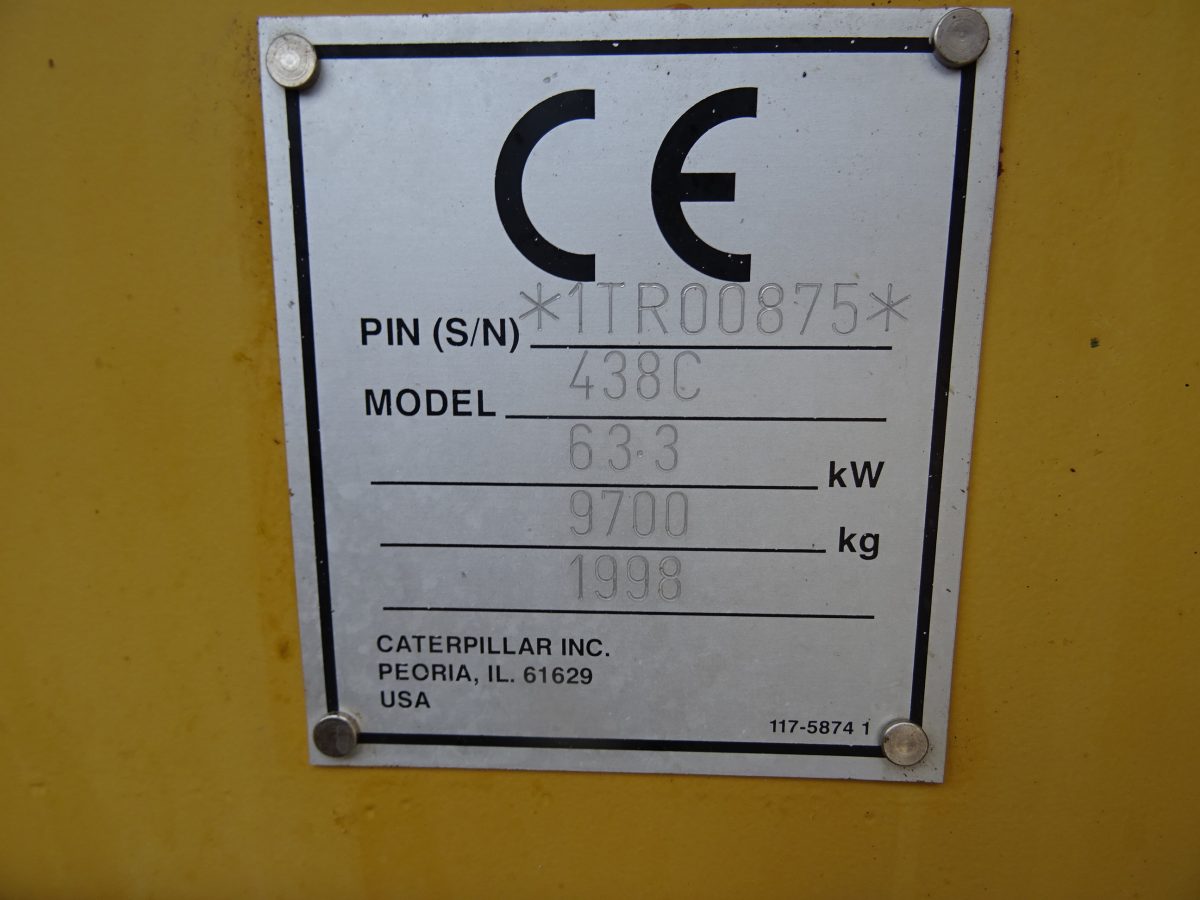 CE
PIN (S/N) *1TR00875*
MODEL 438C
63.3 kW
9700 kg
1998
CATERPILLAR INC.
PEORIA, IL. 61629
USA
117-5874 1